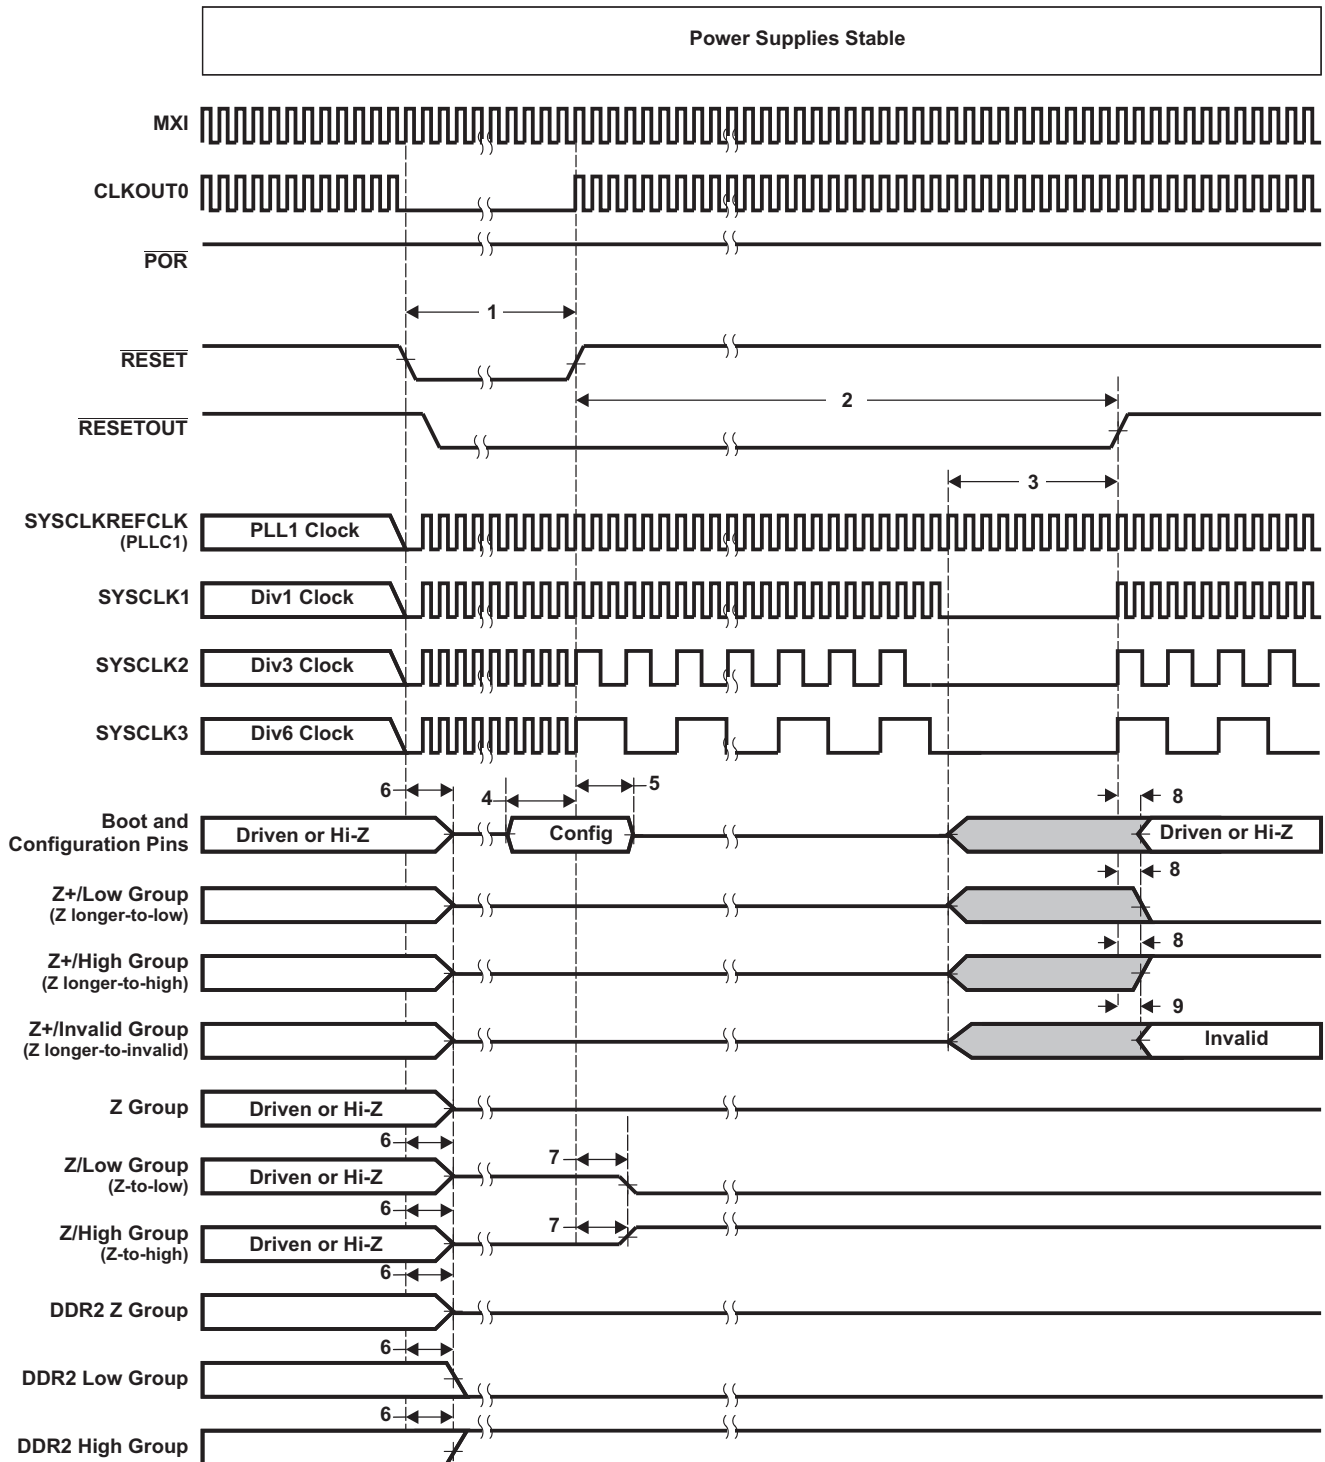 Power Supplies Stable
MXI
CLKOUT0
POR
1
RESET
2
RESETOUT
3
SYSCLKREFCLK
(PLLC1)
PLL1 Clock
SYSCLK1
Div1 Clock
SYSCLK2
Div3 Clock
SYSCLK3
Div6 Clock
6
4
5
8
Boot and
Configuration Pins
Driven or Hi-Z
Config
Driven or Hi-Z
8
Z+/Low Group
(Z longer-to-low)
8
Z+/High Group
(Z longer-to-high)
9
Z+/Invalid Group
(Z longer-to-invalid)
Invalid
Z Group
Driven or Hi-Z
6
7
Z/Low Group
(Z-to-low)
Driven or Hi-Z
6
7
Z/High Group
(Z-to-high)
Driven or Hi-Z
6
DDR2 Z Group
6
DDR2 Low Group
6
DDR2 High Group